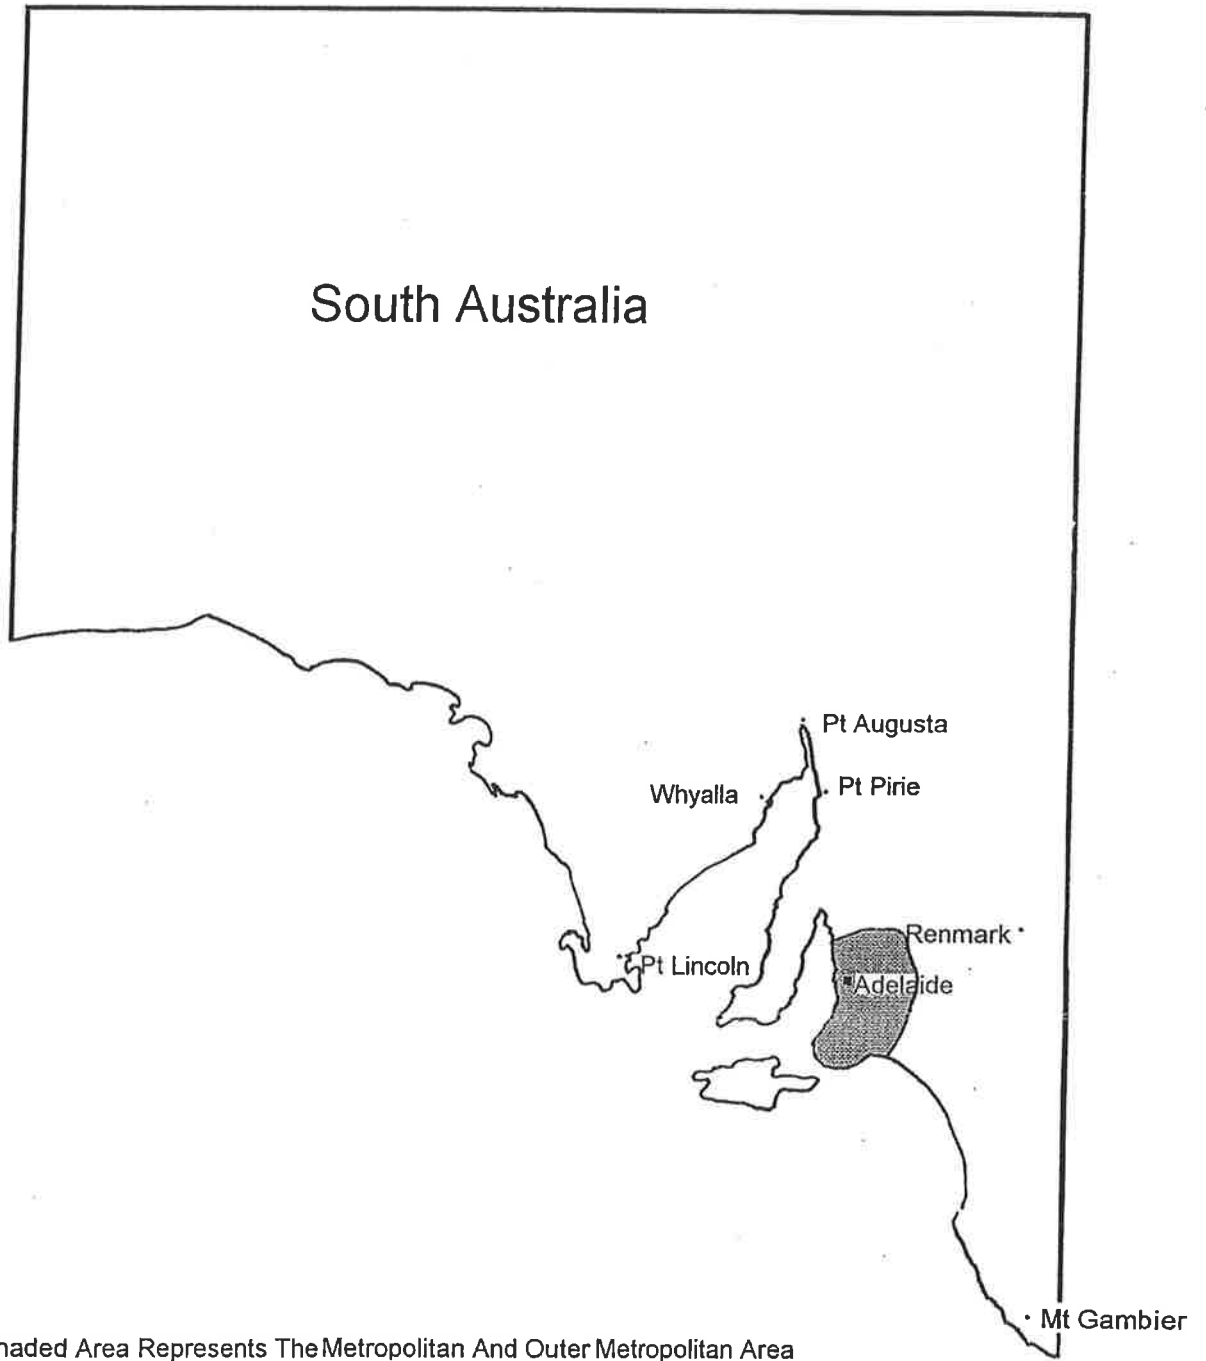 South Australia
Pt Augusta
Whyalla
Pt Pirie
Renmark
Pt Lincoln
Adelaide
Mt Gambier
Area Represents The Metropolitan And Outer Metropolitan Area